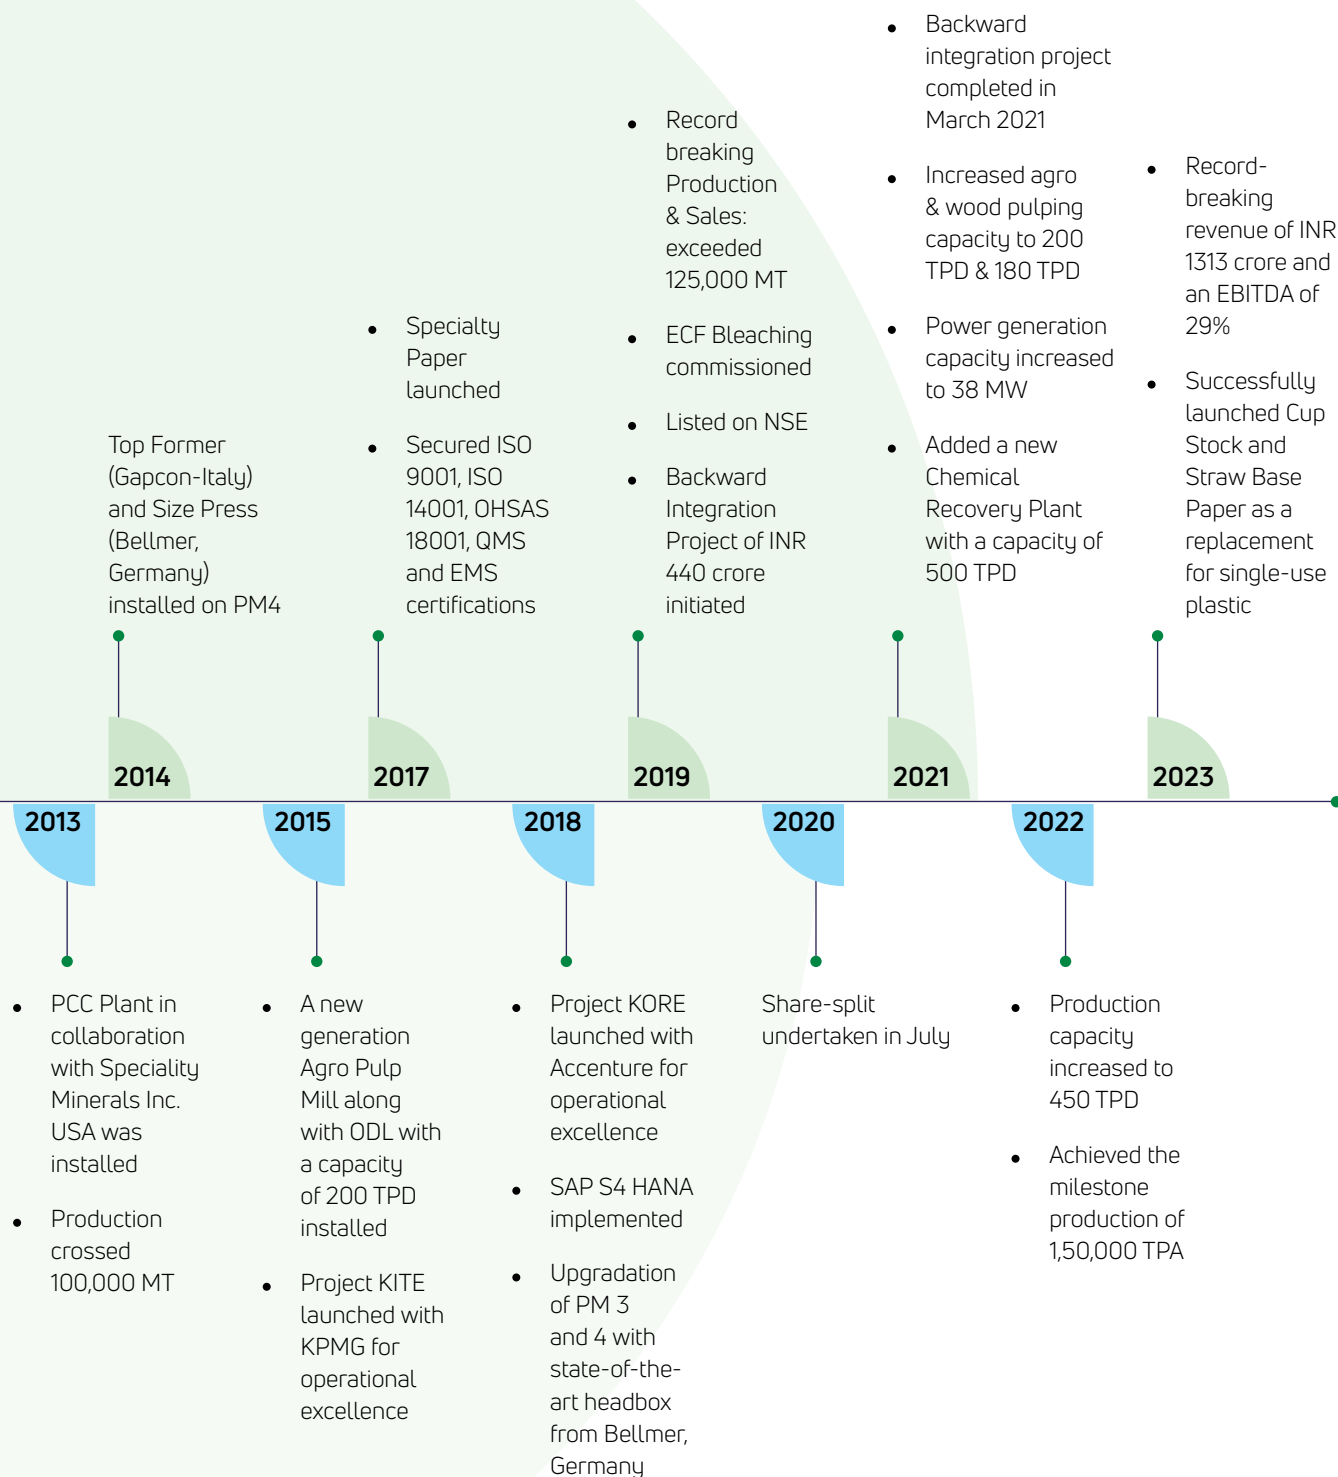 Top Former
(Gapcon-Italy)
and Size Press
(Bellmer,
Germany)
installed on PM4
• Specialty
Paper
launched
• Secured ISO
9001, ISO
14001, OHSAS
18001, QMS
and EMS
certifications
• Record
breaking
Production
& Sales:
exceeded
125,000 MT
• ECF Bleaching
commissioned
• Listed on NSE
• Backward
Integration
Project of INR
440 crore
initiated
• Backward
integration project
completed in
March 2021
• Increased agro
& wood pulping
capacity to 200
TPD & 180 TPD
• Power generation
capacity increased
to 38 MW
• Added a new
Chemical
Recovery Plant
with a capacity of
500 TPD
• Record-
breaking
revenue of INR
1313 crore and
an EBITDA of
29%
• Successfully
launched Cup
Stock and
Straw Base
Paper as a
replacement
for single-use
plastic
2014
2017
2019
2021
2023
2013
2015
2018
2020
2022
• PCC Plant in
collaboration
with Speciality
Minerals Inc.
USA was
installed
• Production
crossed
100,000 MT
• A new
generation
Agro Pulp
Mill along
with ODL with
a capacity
of 200 TPD
installed
• Project KITE
launched with
KPMG for
operational
excellence
• Project KORE
launched with
Accenture for
operational
excellence
• SAP S4 HANA
implemented
• Upgradation
of PM 3
and 4 with
state-of-the-
art headbox
from Bellmer,
Germany
Share-split
undertaken in July
• Production
capacity
increased to
450 TPD
• Achieved the
milestone
production of
1,50,000 TPA